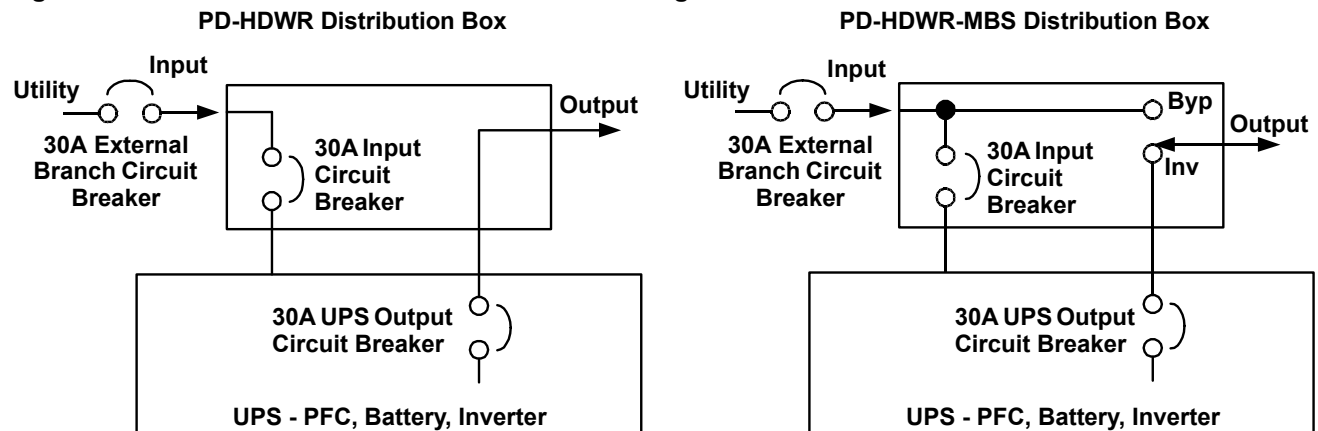 PD-HDWR Distribution Box
Utility
Input
30A External
Branch Circuit
Breaker
30A Input
Circuit
Breaker
Output
30A UPS Output
Circuit Breaker
UPS - PFC, Battery, Inverter
PD-HDWR-MBS Distribution Box
Utility
Input
30A External
Branch Circuit
Breaker
30A Input
Circuit
Breaker
Byp
Inv
Output
30A UPS Output
Circuit Breaker
UPS - PFC, Battery, Inverter